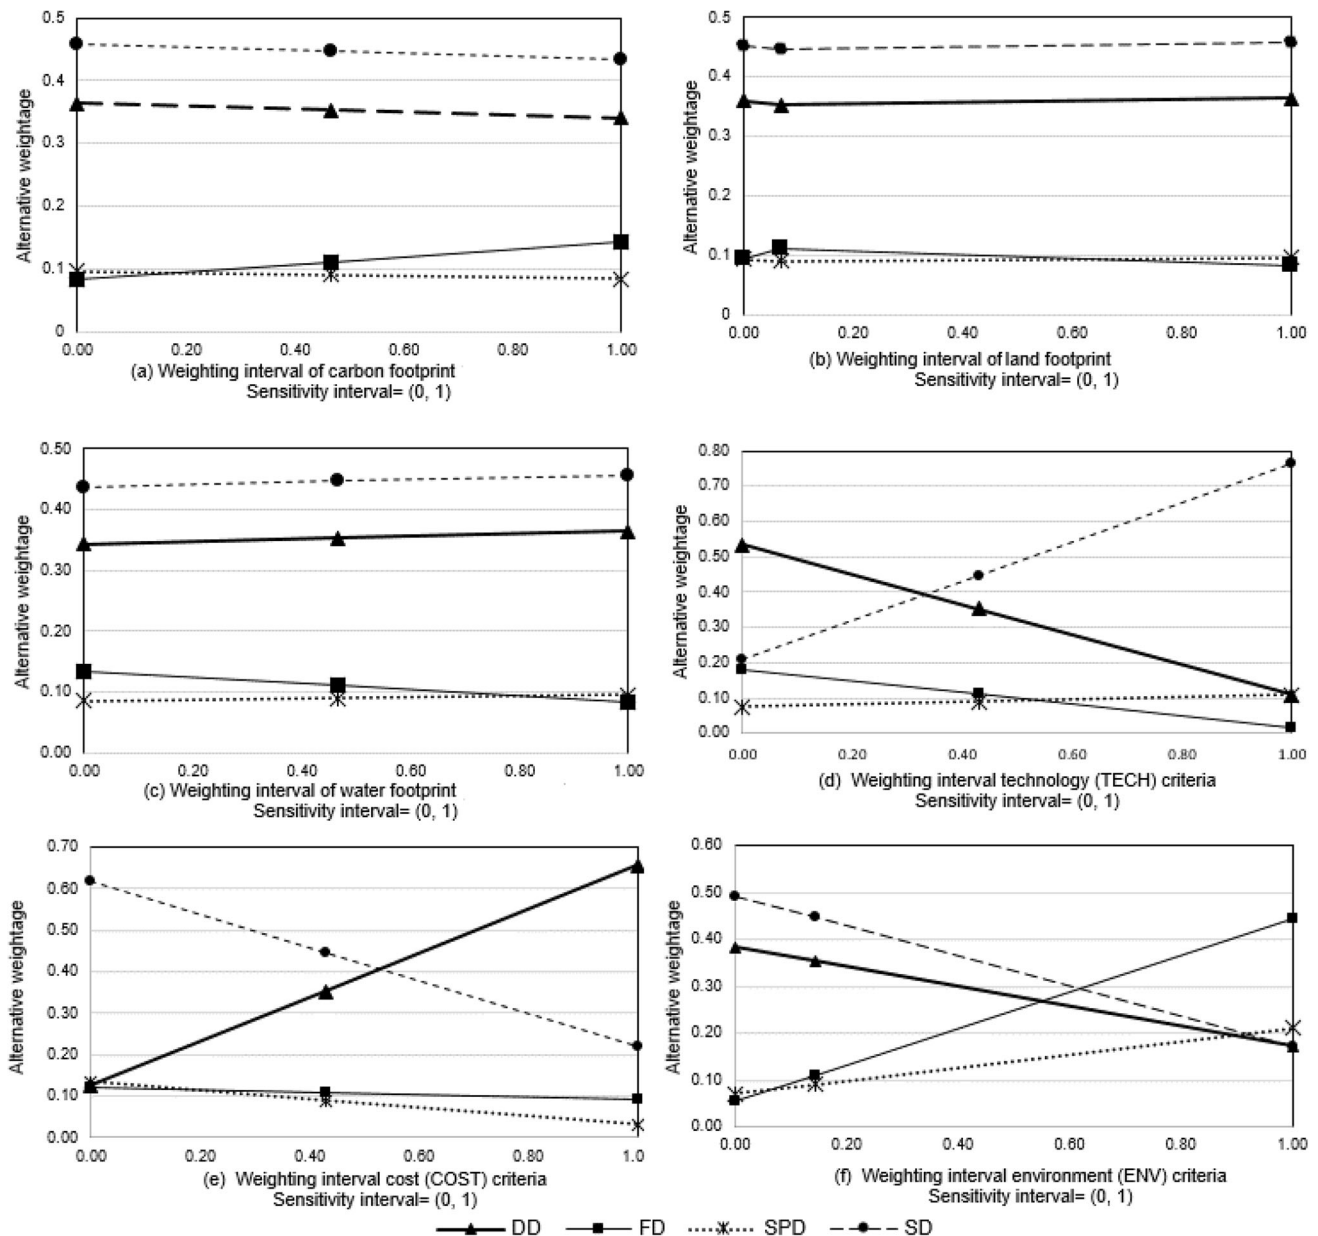 0.5
0.4
0.3
0.2
0.1
0
Alternative weightage
0.00 0.20 0.40 0.60 0.80 1.00
(a) Weighting interval of carbon footprint
Sensitivity interval= (0, 1)
0.5
0.4
0.3
0.2
0.1
0
Alternative weightage
0.00 0.20 0.40 0.60 0.80 1.00
(b) Weighting interval of land footprint
Sensitivity interval= (0, 1)
0.50
0.40
0.30
0.20
0.10
0.00
Alternative weightage
0.00 0.20 0.40 0.60 0.80 1.00
(c) Weighting interval of water footprint
Sensitivity interval= (0, 1)
0.80
0.70
0.60
0.50
0.40
0.30
0.20
0.10
0.00
Alternative weightage
0.00 0.20 0.40 0.60 0.80 1.00
(d) Weighting interval technology (TECH) criteria
Sensitivity interval= (0, 1)
0.70
0.60
0.50
0.40
0.30
0.20
0.10
0.00
Alternative weightage
0.00 0.20 0.40 0.60 0.80 1.0
(e) Weighting interval cost (COST) criteria
Sensitivity interval= (0, 1)
0.60
0.50
0.40
0.30
0.20
0.10
0.00
Alternative weightage
0.00 0.20 0.40 0.60 0.80 1.00
(f) Weighting interval environment (ENV) criteria
Sensitivity interval= (0, 1)
DD FD SPD SD